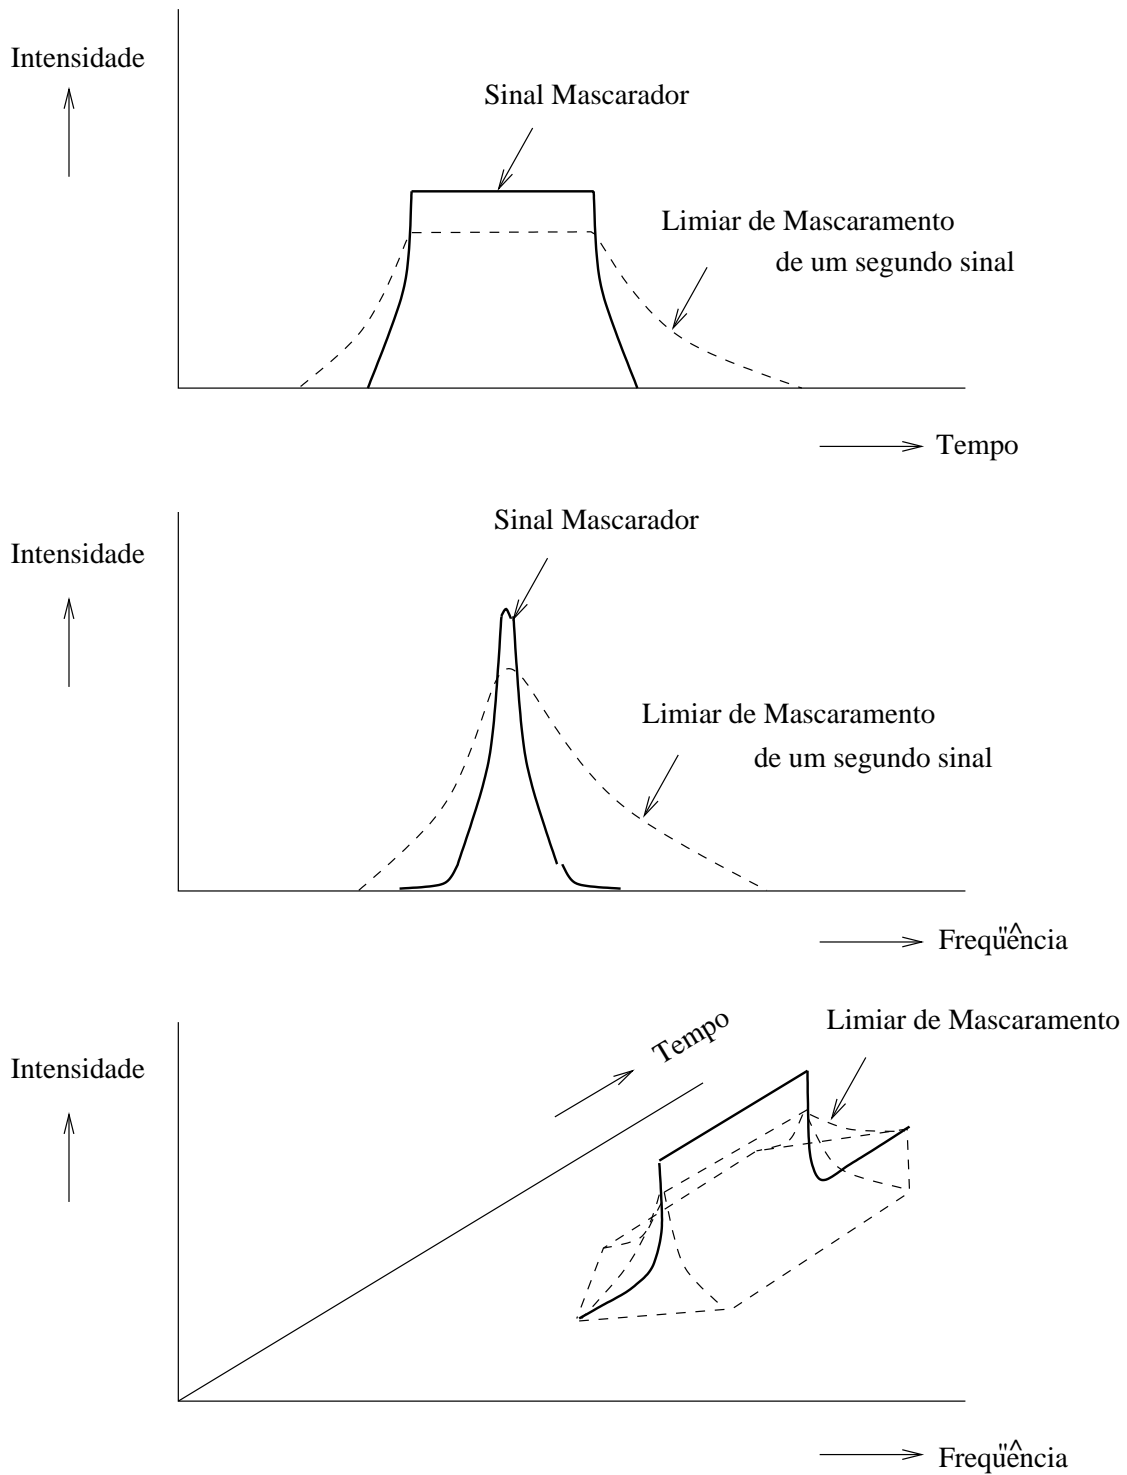 Intensidade
Sinal Mascarador
Limiar de Mascaramento
de um segundo sinal
Tempo
Sinal Mascarador
Intensidade
Limiar de Mascaramento
de um segundo sinal
Freqüência
Tempo
Limiar de Mascaramento
Intensidade
Freqüência